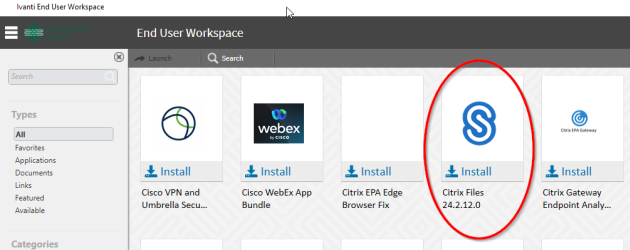 Ivanti End User Workspace
End User Workspace
Launch
Search
Search
Types
All
Favorites
Applications
Documents
Links
Featured
Available
Categories
webex
by CISCO
Citrix EPA Gateway
Install
Install
Install
Install
Install
Cisco VPN and
Umbrella Secu...
Cisco WebEx App
Bundle
Citrix EPA Edge
Browser Fix
Citrix Files
24.2.12.0
Citrix Gateway
Endpoint Analy...